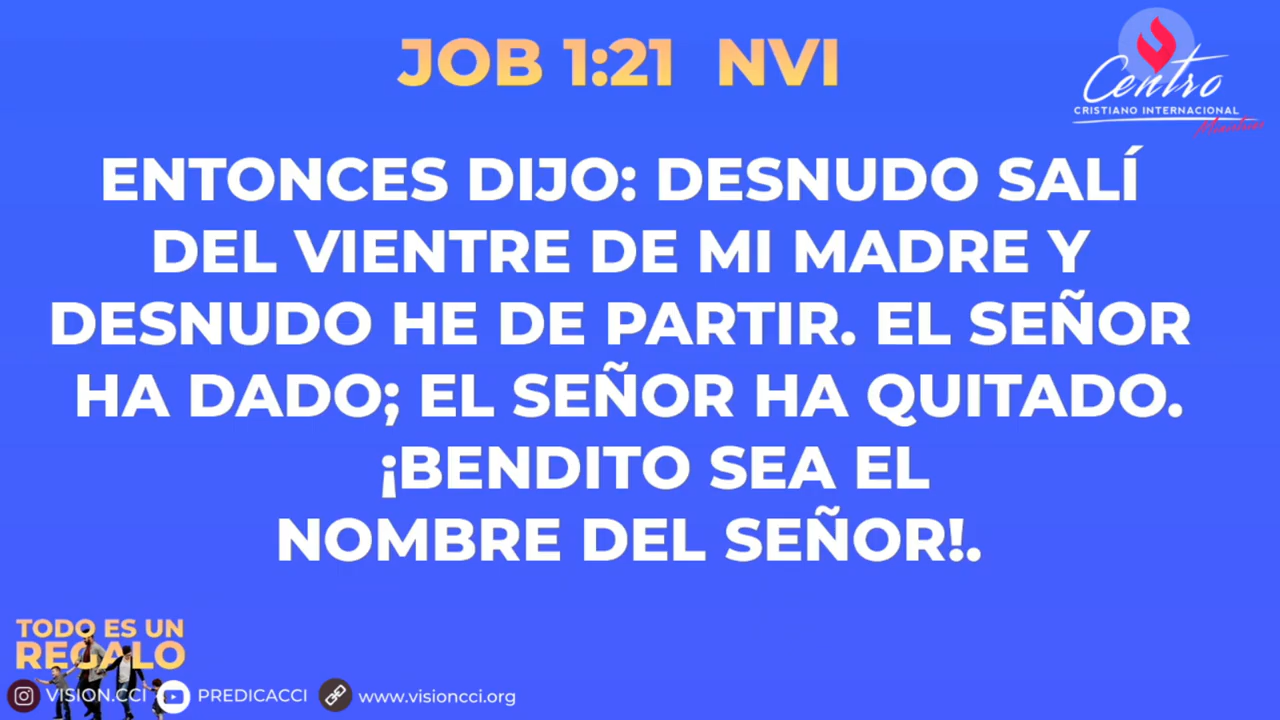 JOB 1:21 NVI
Centro
CRISTIANO INTERNACIONAL
ENTONCES DIJO: DESNUDO SALÍ
DEL VIENTRE DE MI MADRE Y
DESNUDO HE DE PARTIR. EL SEÑOR
HA DADO; EL SEÑOR HA QUITADO.
¡BENDITO SEA EL
NOMBRE DEL SEÑOR!.
TODO ES UN
REGALO
VISION.CCI PREDICACCI www.visioncci.org